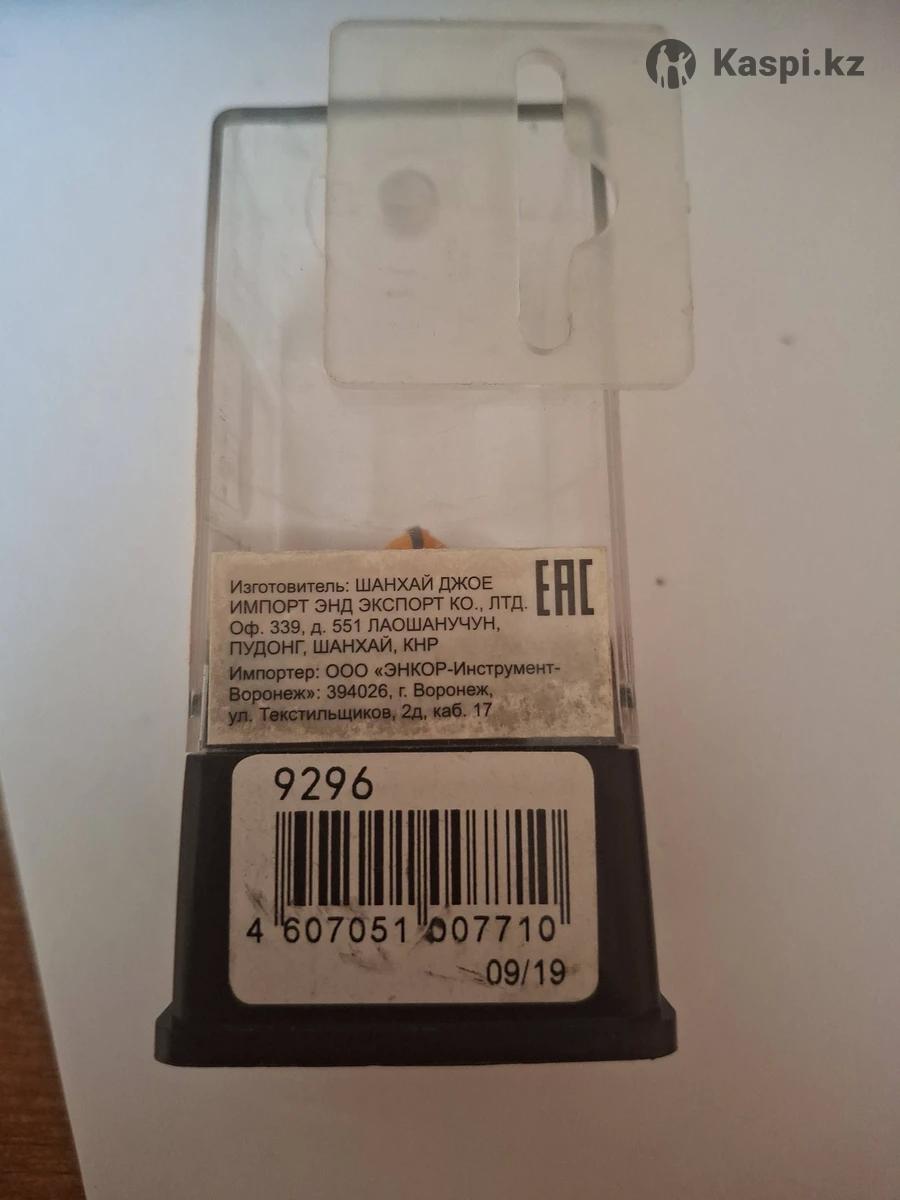 Kaspi.kz
Изготовитель: ШАНХАЙ ДЖОЕ
ИМПОРТ ЭНД ЭКСПОРТ КО., ЛТД.
Оф. 339, д. 551 ЛАОШАНУЧУН,
ПУДОНГ, ШАНХАЙ, КНР
EAC
Импортер: ООО «ЭНКОР-Инструмент-
Воронеж»: 394026, г. Воронеж,
ул. Текстильщиков, 2д, каб. 17
9296
4 607051 007710
09/19